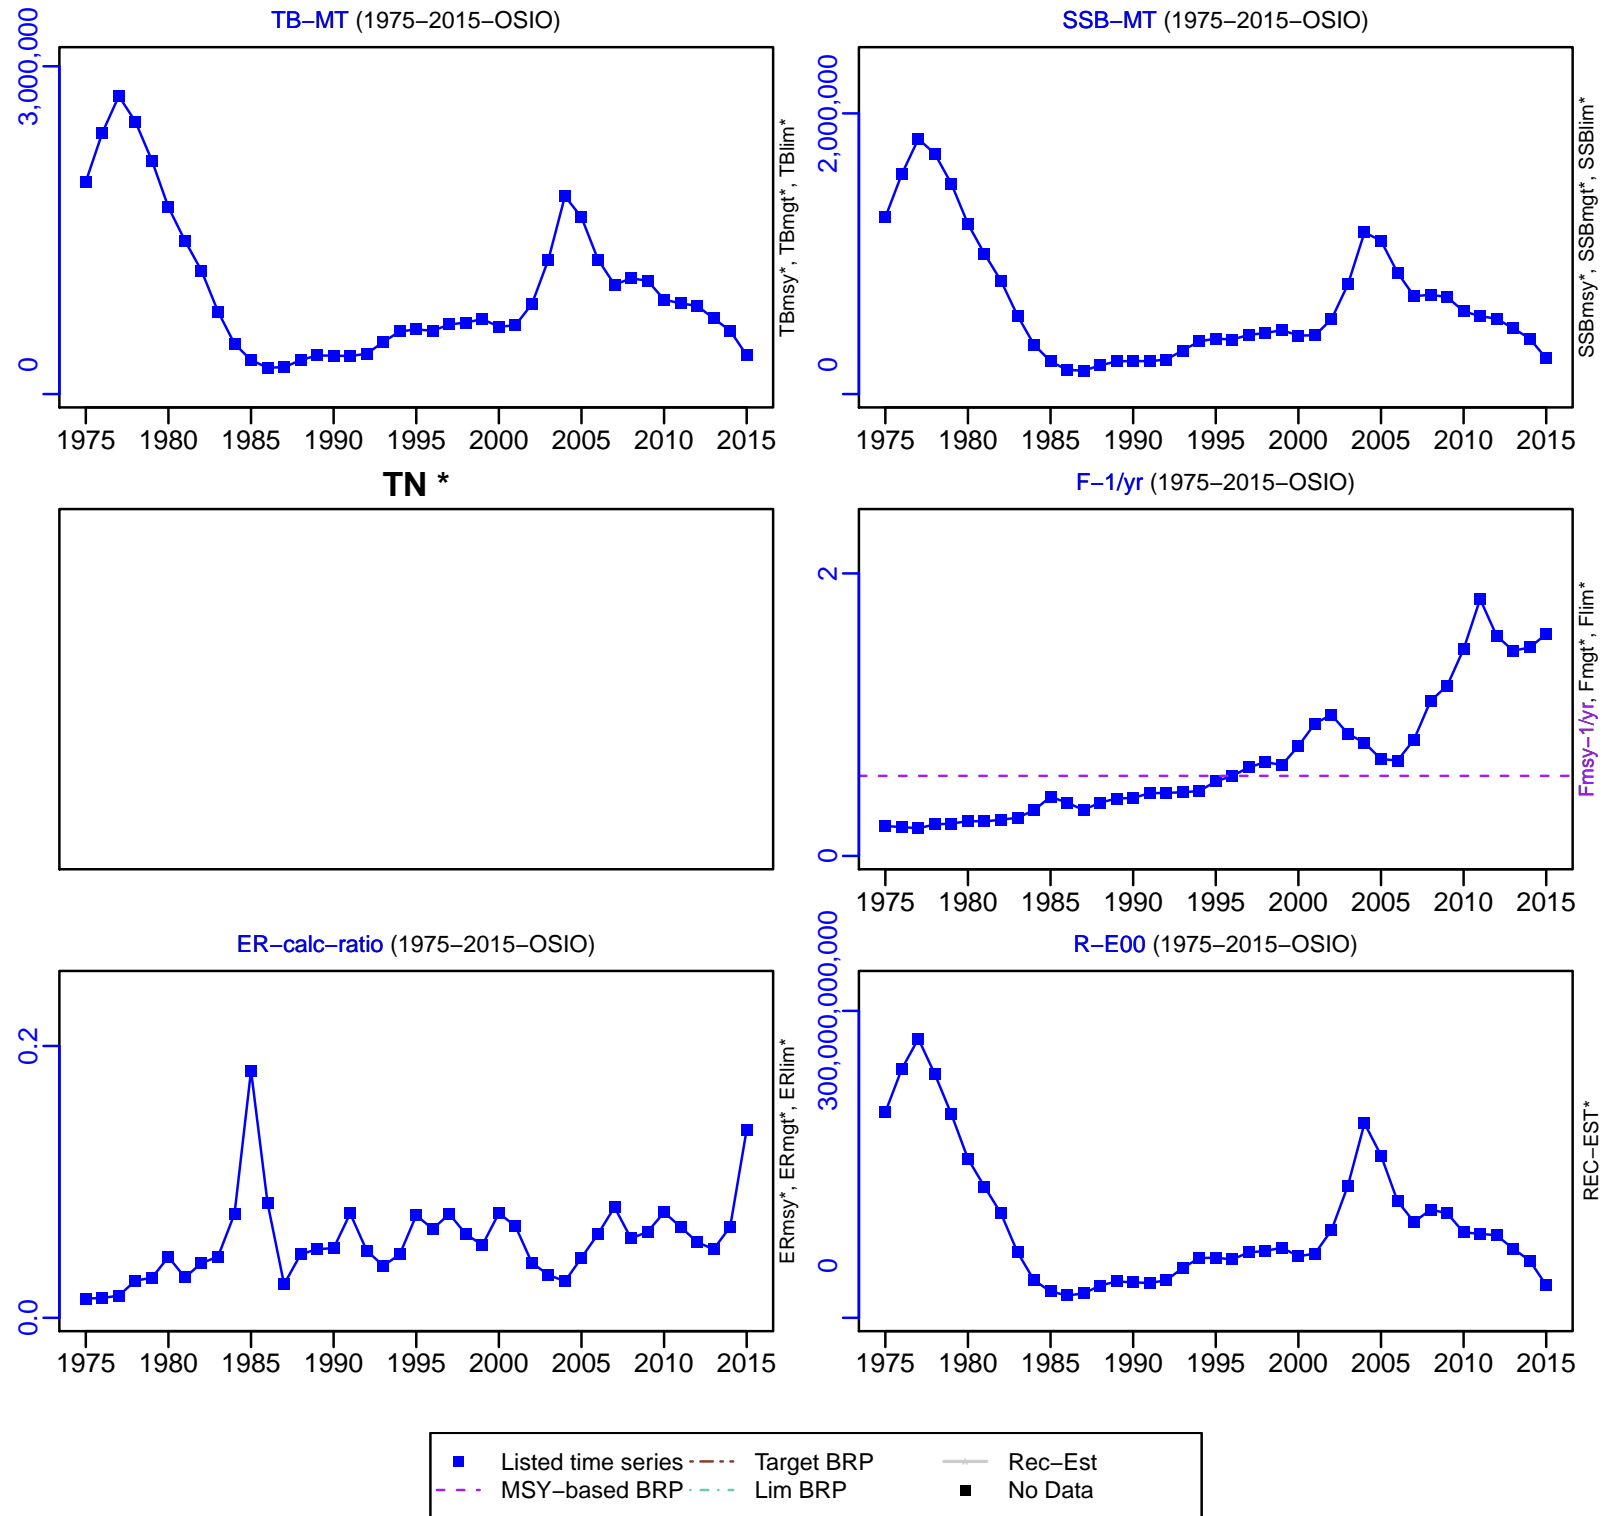 TB−MT (1975−2015−OSIO)
3,000,000
0
TBmsy*, TBmgt*, TBlim*
1975 1980 1985 1990 1995 2000 2005 2010 2015
SSB−MT (1975−2015−OSIO)
2,000,000
0
SSBmsy*, SSBmgt*, SSBlim*
1975 1980 1985 1990 1995 2000 2005 2010 2015
TN *
F−1/yr (1975−2015−OSIO)
2
0
Fmsy−1/yr, Fmgt*, Flim*
1975 1980 1985 1990 1995 2000 2005 2010 2015
ER−calc−ratio (1975−2015−OSIO)
0.2
0.0
ERmsy*, ERmgt*, ERlim*
1975 1980 1985 1990 1995 2000 2005 2010 2015
R−E00 (1975−2015−OSIO)
300,000,000,000
0
REC−EST*
1975 1980 1985 1990 1995 2000 2005 2010 2015
Listed time series Target BRP Rec−Est
MSY−based BRP Lim BRP No Data